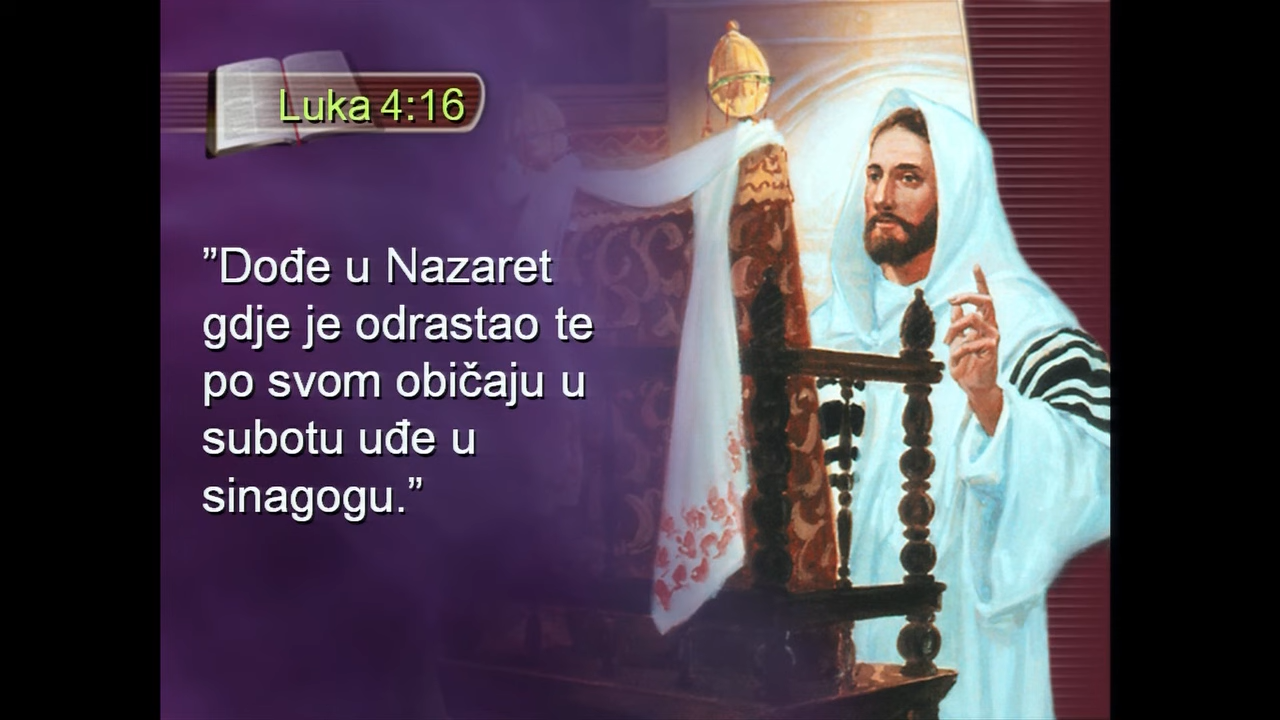 Luka 4:16
”Dođe u Nazaret
gdje je odrastao te
po svom običaju u
subotu uđe u
sinagogu.”